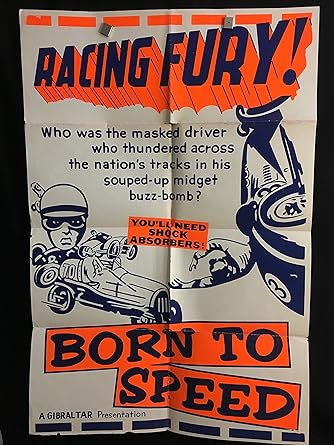 RACING FURY!
Who was the masked driver
who thundered across
the nation's tracks in his
souped-up midget
buzz-bomb?
YOU'LL NEED
SHOCK
ABSORBERS!
BORN TO
SPEED
A GIBRALTAR Presentation